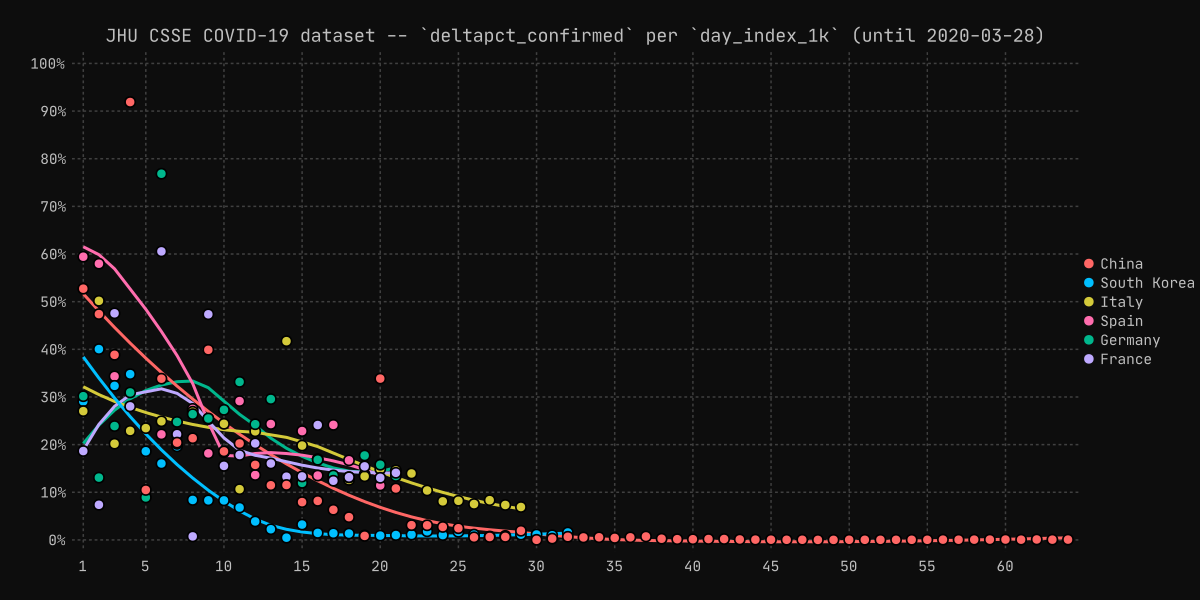 JHU CSSE COVID-19 dataset -- `deltapct_confirmed` per `day_index_1k` (until 2020-03-28)
100%
90%
80%
70%
60%
50%
40%
30%
20%
10%
0%
1 5 10 15 20 25 30 35 40 45 50 55 60
China
South Korea
Italy
Spain
Germany
France